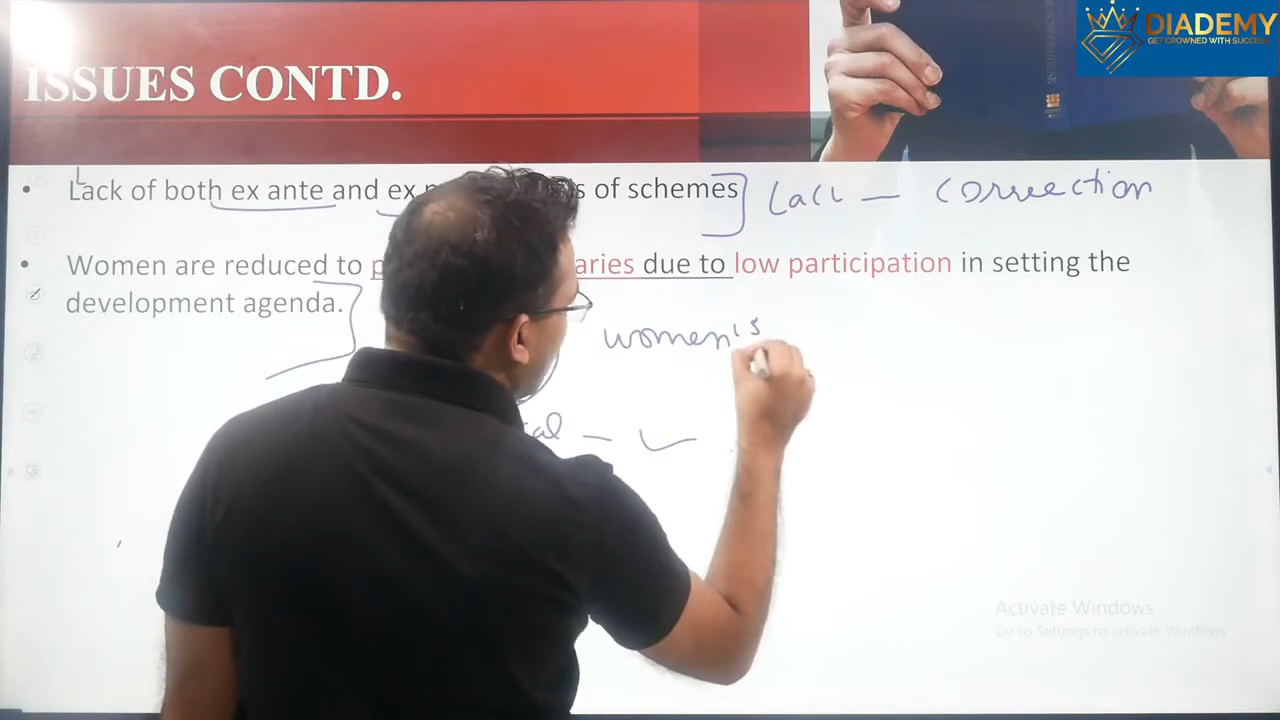 DIADEMY
GET CROWNED WITH SUCCESS
ISSUES CONTD.
Lack of both ex ante and ex of schemes Lack — correction
Women are reduced to due to low participation in setting the
development agenda.
women's
Activate Windows
Go to Settings to activate Windows